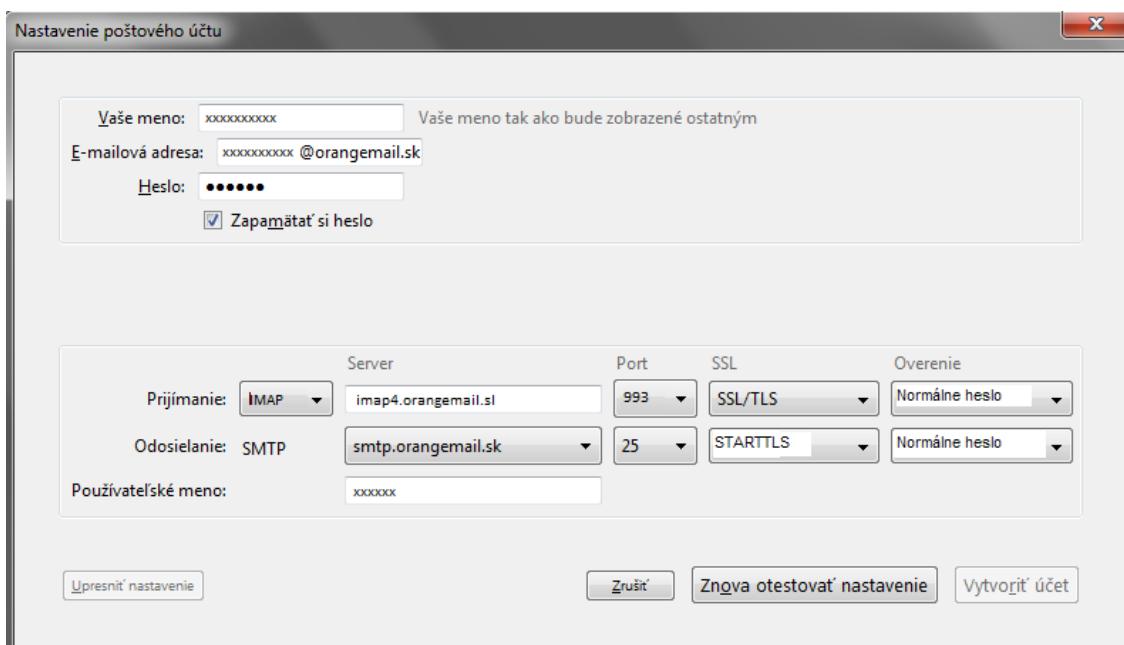 Nastavenie poštového účtu
Vaše meno: xxxxxxxxxx Vaše meno tak ako bude zobrazené ostatným
E-mailová adresa: xxxxxxxxxx @orangemail.sk
Heslo: ●●●●●●
Zapamätať si heslo
Server Port SSL Overenie
Prijímanie: IMAP imap4.orangemail.sl 993 SSL/TLS Normálne heslo
Odosielanie: SMTP smtp.orangemail.sk 25 STARTTLS Normálne heslo
Používateľské meno: xxxxxx
Upresniť nastavenie Zrušiť Znova otestovať nastavenie Vytvoriť účet